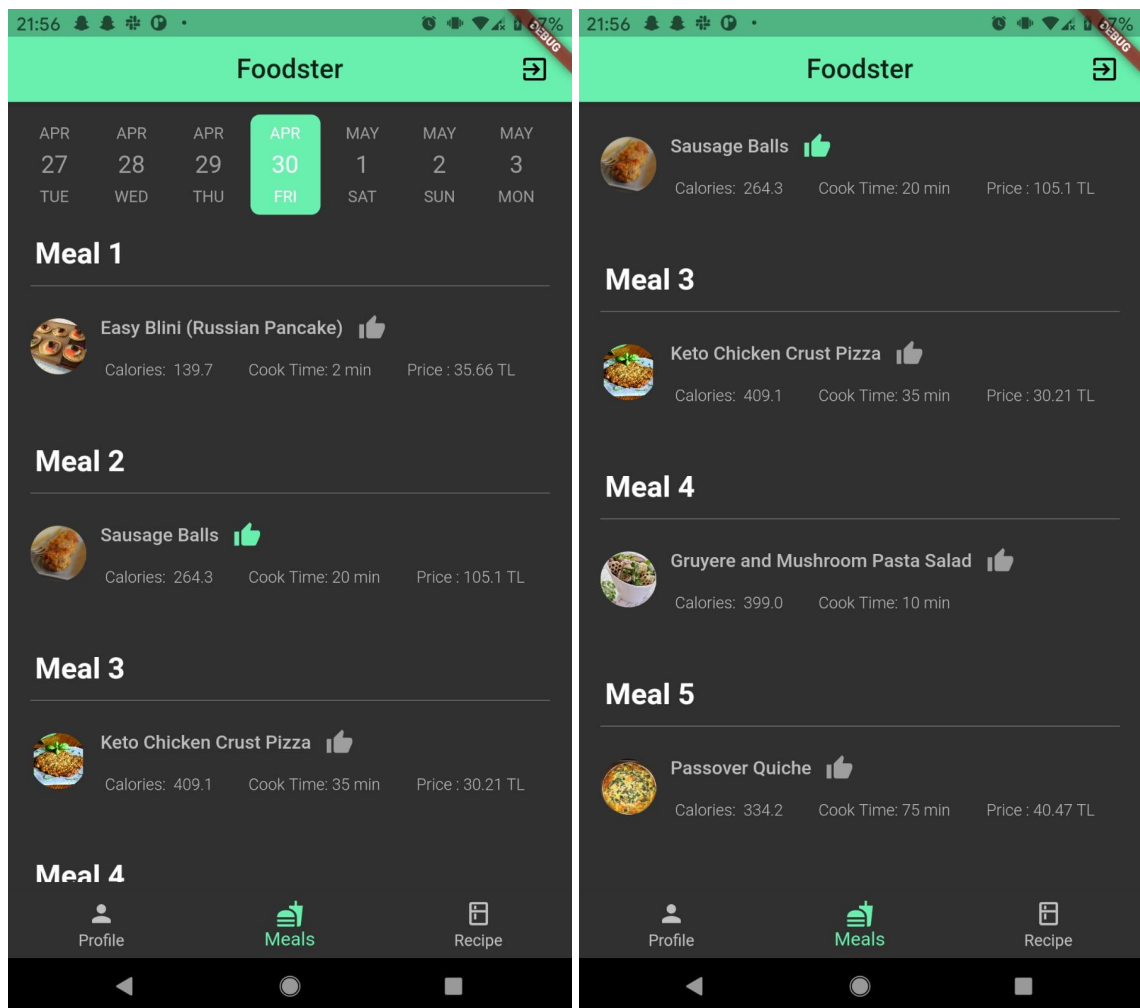 21:56
67%
DEBUG
Foodster
APR APR APR APR MAY MAY MAY
27 28 29 30 1 2 3
TUE WED THU FRI SAT SUN MON
Meal 1
Easy Blini (Russian Pancake)
Calories: 139.7 Cook Time: 2 min Price : 35.66 TL
Meal 2
Sausage Balls
Calories: 264.3 Cook Time: 20 min Price : 105.1 TL
Meal 3
Keto Chicken Crust Pizza
Calories: 409.1 Cook Time: 35 min Price : 30.21 TL
Meal 4
Profile Meals Recipe
21:56
67%
DEBUG
Foodster
Sausage Balls
Calories: 264.3 Cook Time: 20 min Price : 105.1 TL
Meal 3
Keto Chicken Crust Pizza
Calories: 409.1 Cook Time: 35 min Price : 30.21 TL
Meal 4
Gruyere and Mushroom Pasta Salad
Calories: 399.0 Cook Time: 10 min
Meal 5
Passover Quiche
Calories: 334.2 Cook Time: 75 min Price : 40.47 TL
Profile Meals Recipe